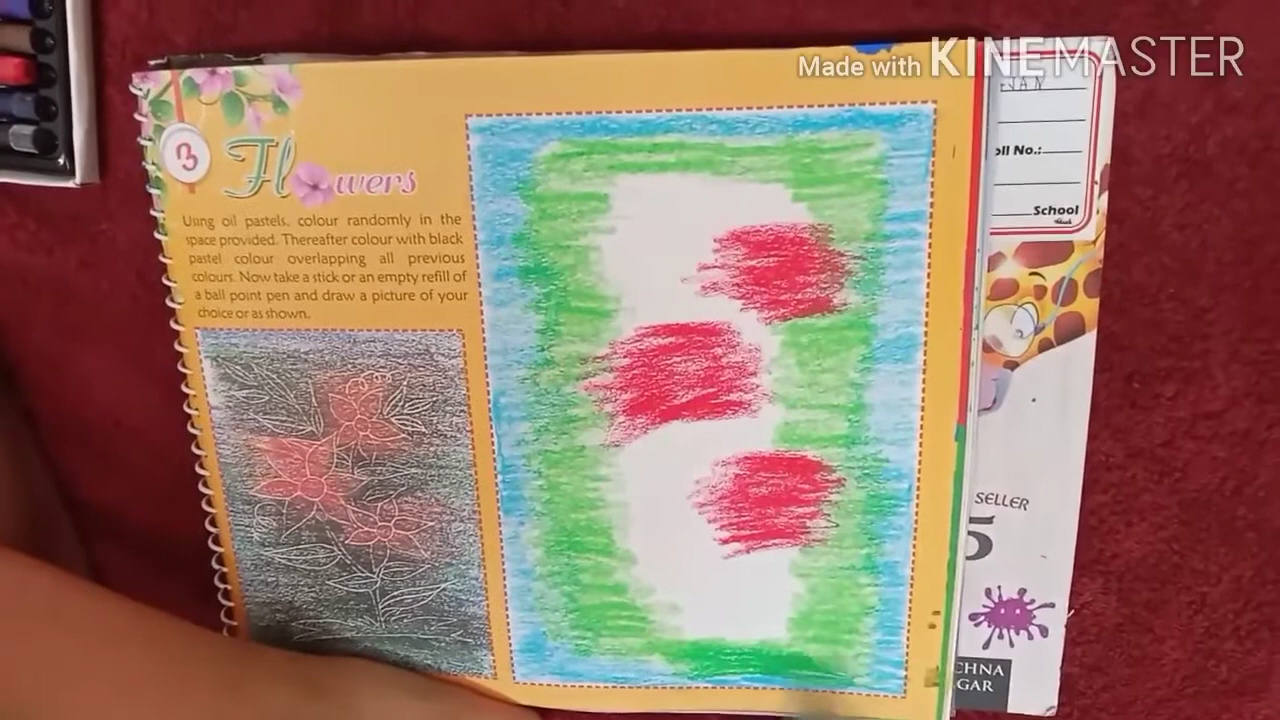 Made with KINEMASTER
3
Flowers
Using oil pastels, colour randomly in the
space provided. Thereafter colour with black
pastel colour overlapping all previous
colours. Now take a stick or an empty refill of
a ball point pen and draw a picture of your
choice or as shown.
oll No.:
School
SELLER
5
CHNA
GAR